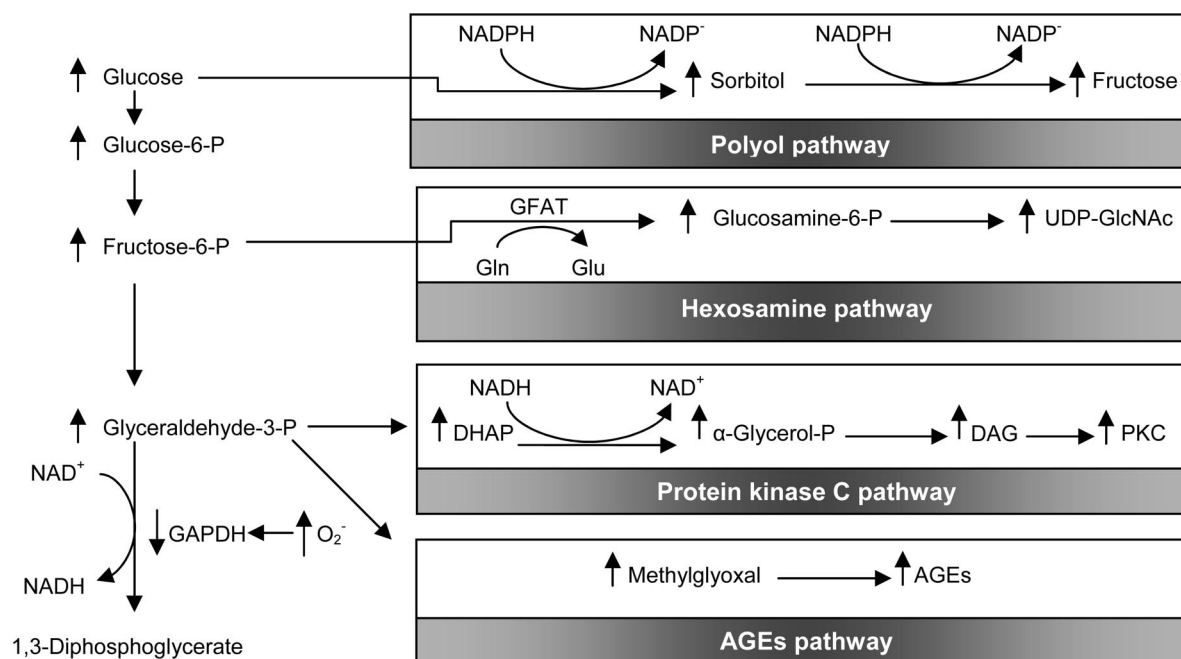 NADPH NADP⁻ NADPH NADP⁻
Glucose Sorbitol Fructose
Glucose-6-P
Polyol pathway
GFAT
Glucosamine-6-P UDP-GlcNAc
Fructose-6-P
Gln Glu
Hexosamine pathway
NADH NAD⁺
Glyceraldehyde-3-P DHAP α-Glycerol-P DAG PKC
NAD⁺
Protein kinase C pathway
GAPDH O₂⁻
NADH
Methylglyoxal AGEs
1,3-Diphosphoglycerate
AGEs pathway